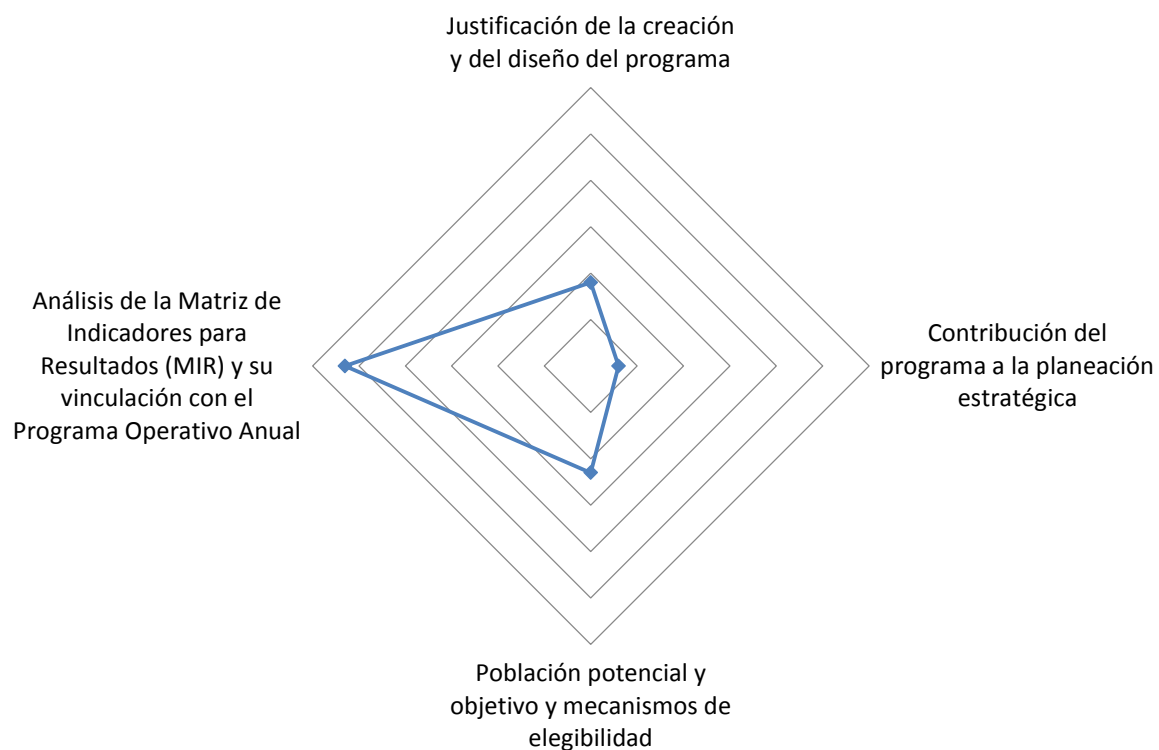 Justificación de la creación
y del diseño del programa
Análisis de la Matriz de
Indicadores para
Resultados (MIR) y su
vinculación con el
Programa Operativo Anual
Contribución del
programa a la planeación
estratégica
Población potencial y
objetivo y mecanismos de
elegibilidad